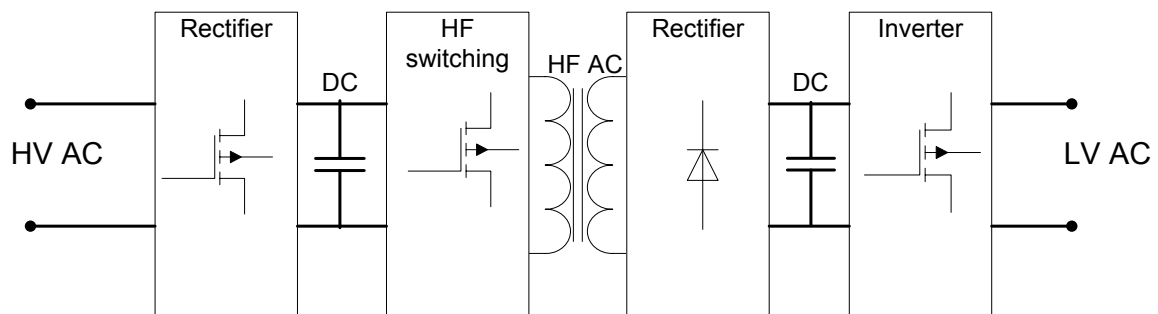 Rectifier
HF
switching
Rectifier
Inverter
DC
HF AC
DC
HV AC
LV AC